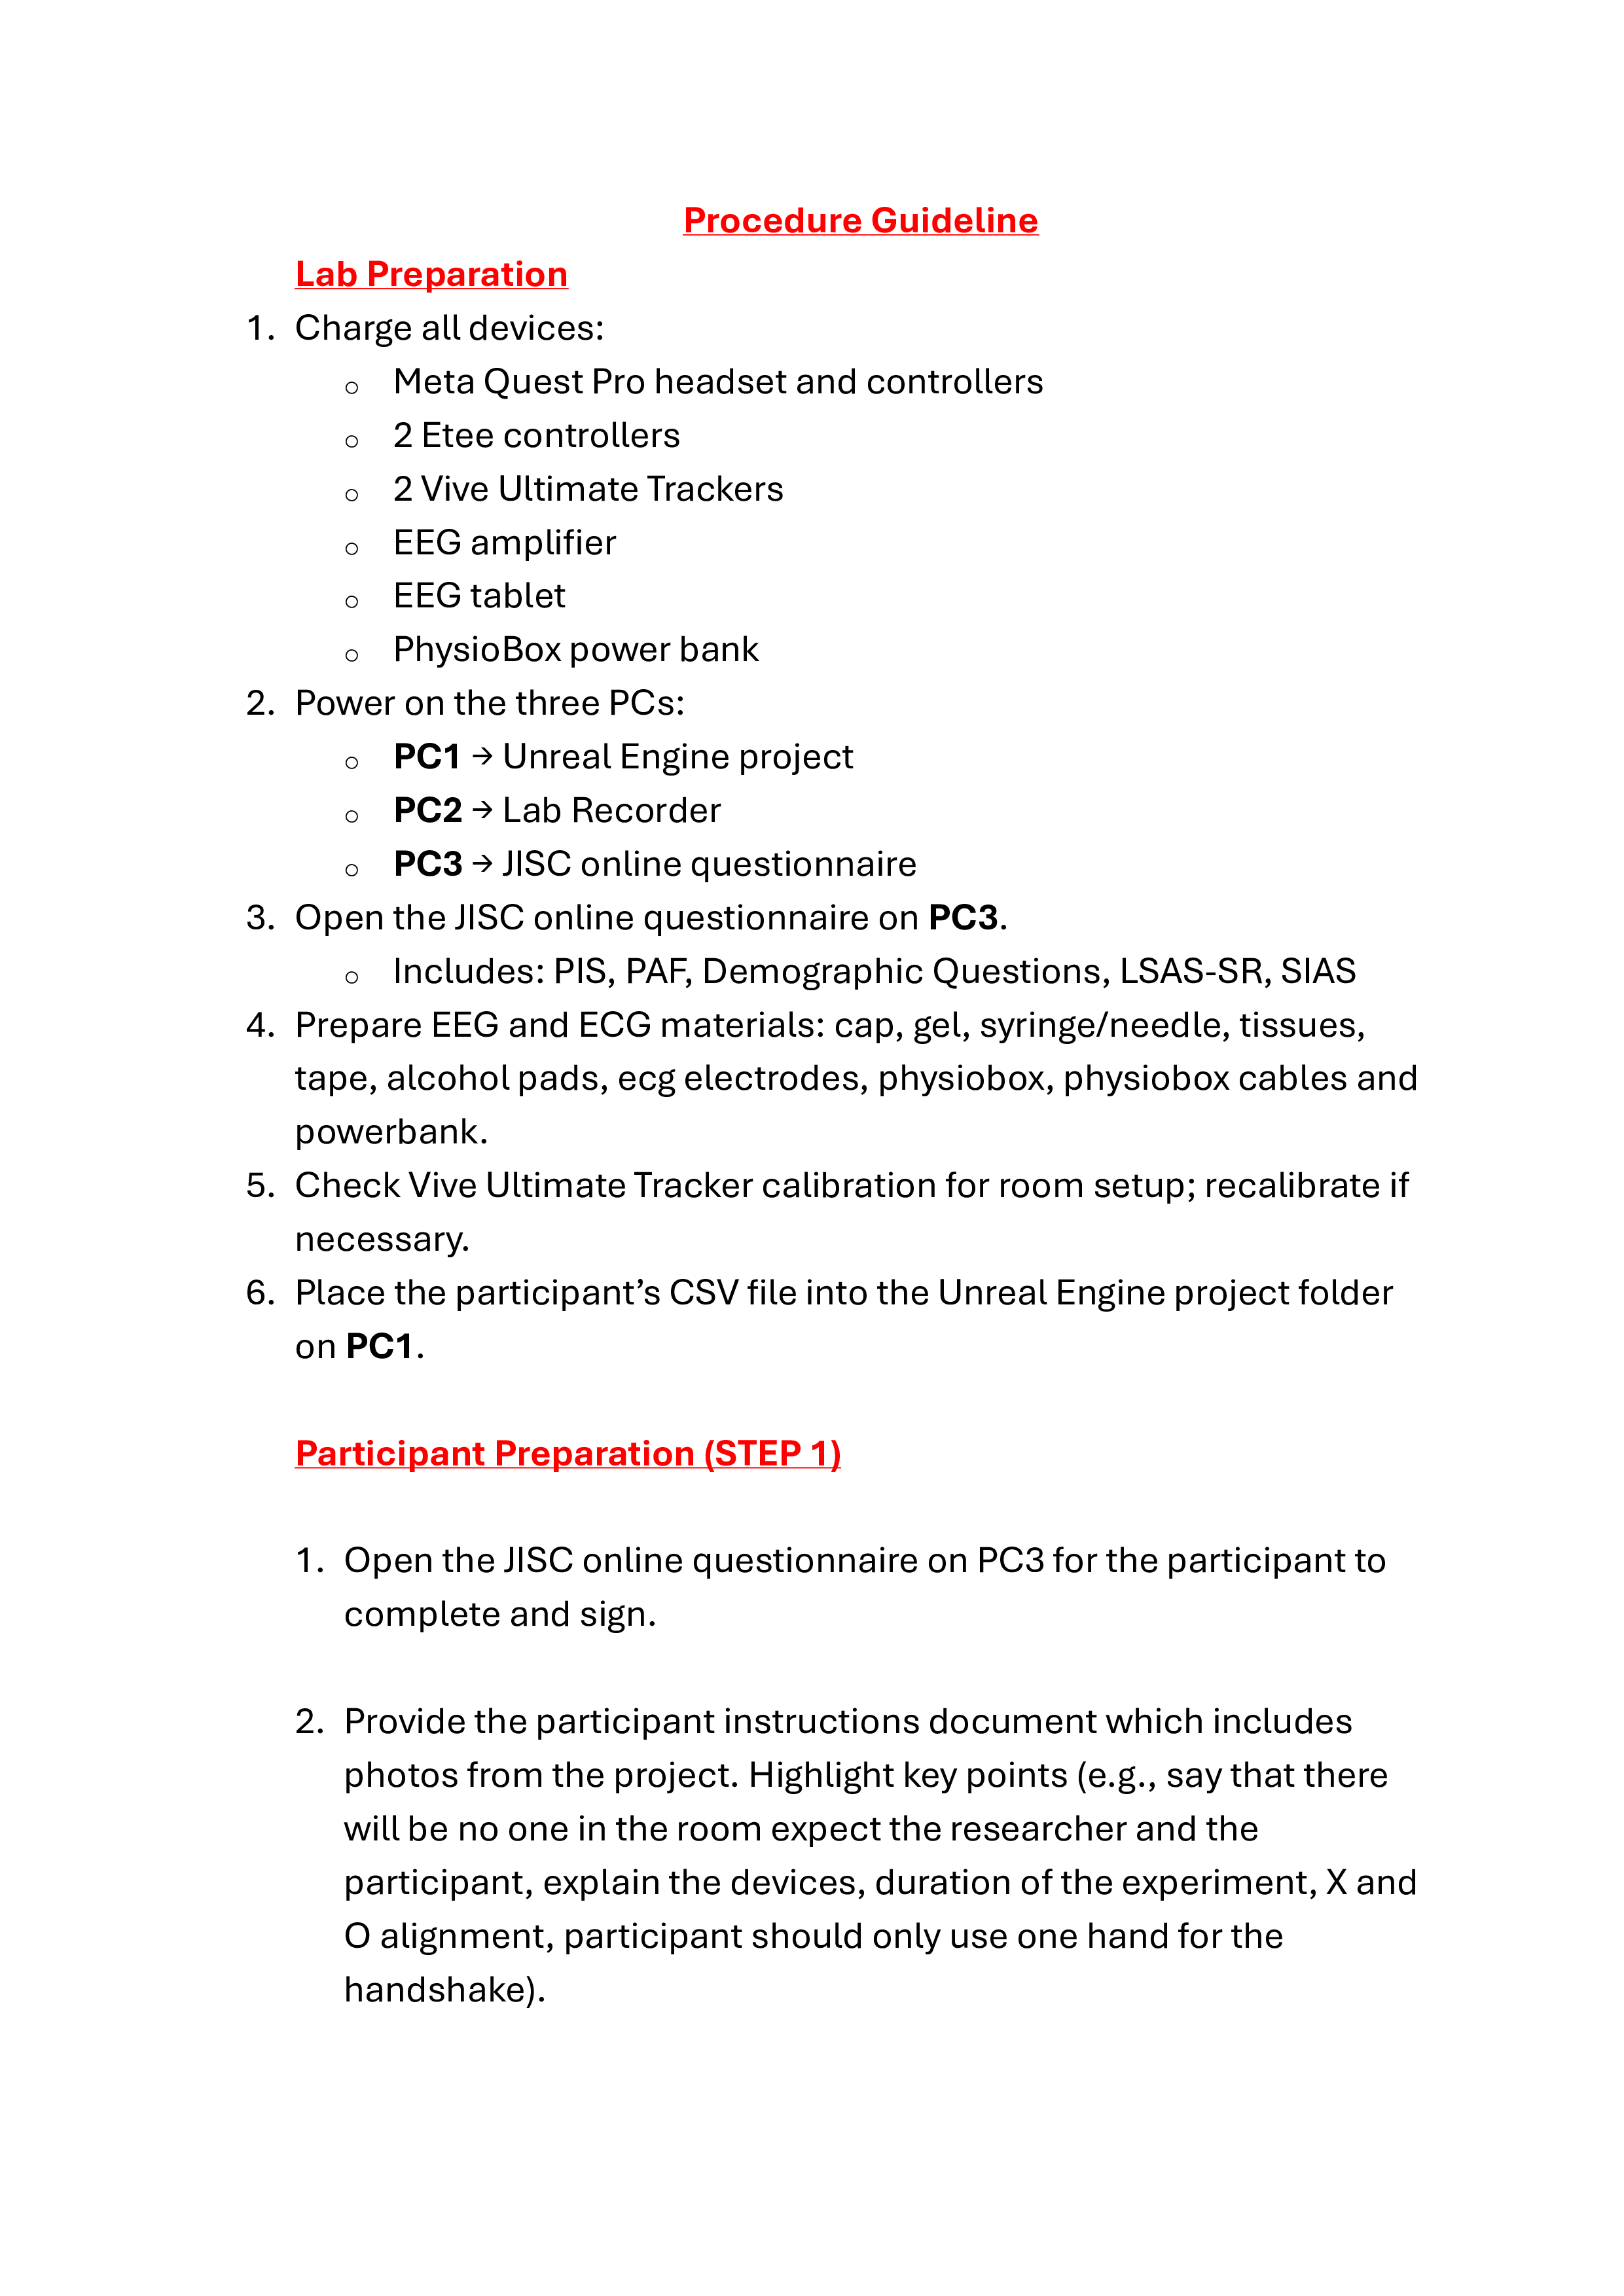 Procedure Guideline
Lab Preparation
1. Charge all devices:
○ Meta Quest Pro headset and controllers
○ 2 Etee controllers
○ 2 Vive Ultimate Trackers
○ EEG amplifier
○ EEG tablet
○ PhysioBox power bank
2. Power on the three PCs:
○ PC1 → Unreal Engine project
○ PC2 → Lab Recorder
○ PC3 → JISC online questionnaire
3. Open the JISC online questionnaire on PC3.
○ Includes: PIS, PAF, Demographic Questions, LSAS-SR, SIAS
4. Prepare EEG and ECG materials: cap, gel, syringe/needle, tissues,
tape, alcohol pads, ecg electrodes, physiobox, physiobox cables and
powerbank.
5. Check Vive Ultimate Tracker calibration for room setup; recalibrate if
necessary.
6. Place the participant’s CSV file into the Unreal Engine project folder
on PC1.
Participant Preparation (STEP 1)
1. Open the JISC online questionnaire on PC3 for the participant to
complete and sign.
2. Provide the participant instructions document which includes
photos from the project. Highlight key points (e.g., say that there
will be no one in the room expect the researcher and the
participant, explain the devices, duration of the experiment, X and
O alignment, participant should only use one hand for the
handshake).